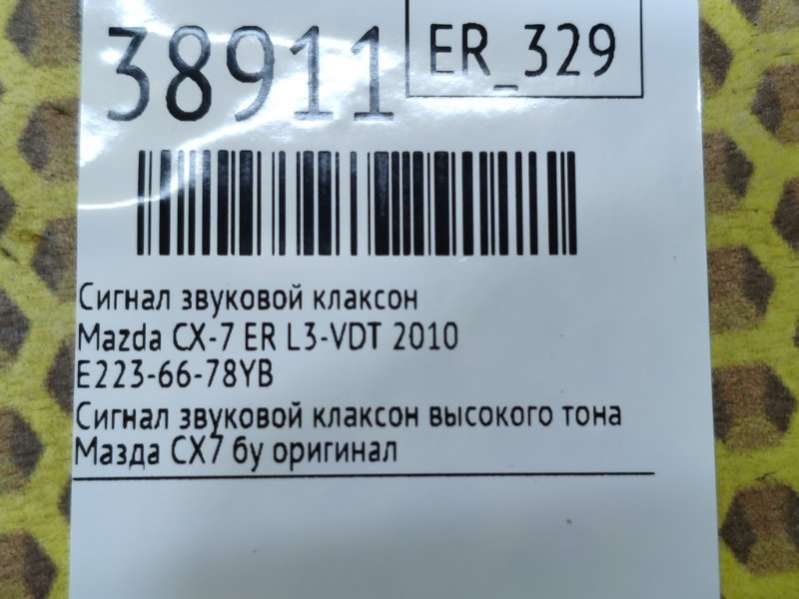 38911
ER_329
Сигнал звуковой клаксон
Mazda CX-7 ER L3-VDT 2010
E223-66-78YB
Сигнал звуковой клаксон высокого тона
Мазда СХ7 бу оригинал